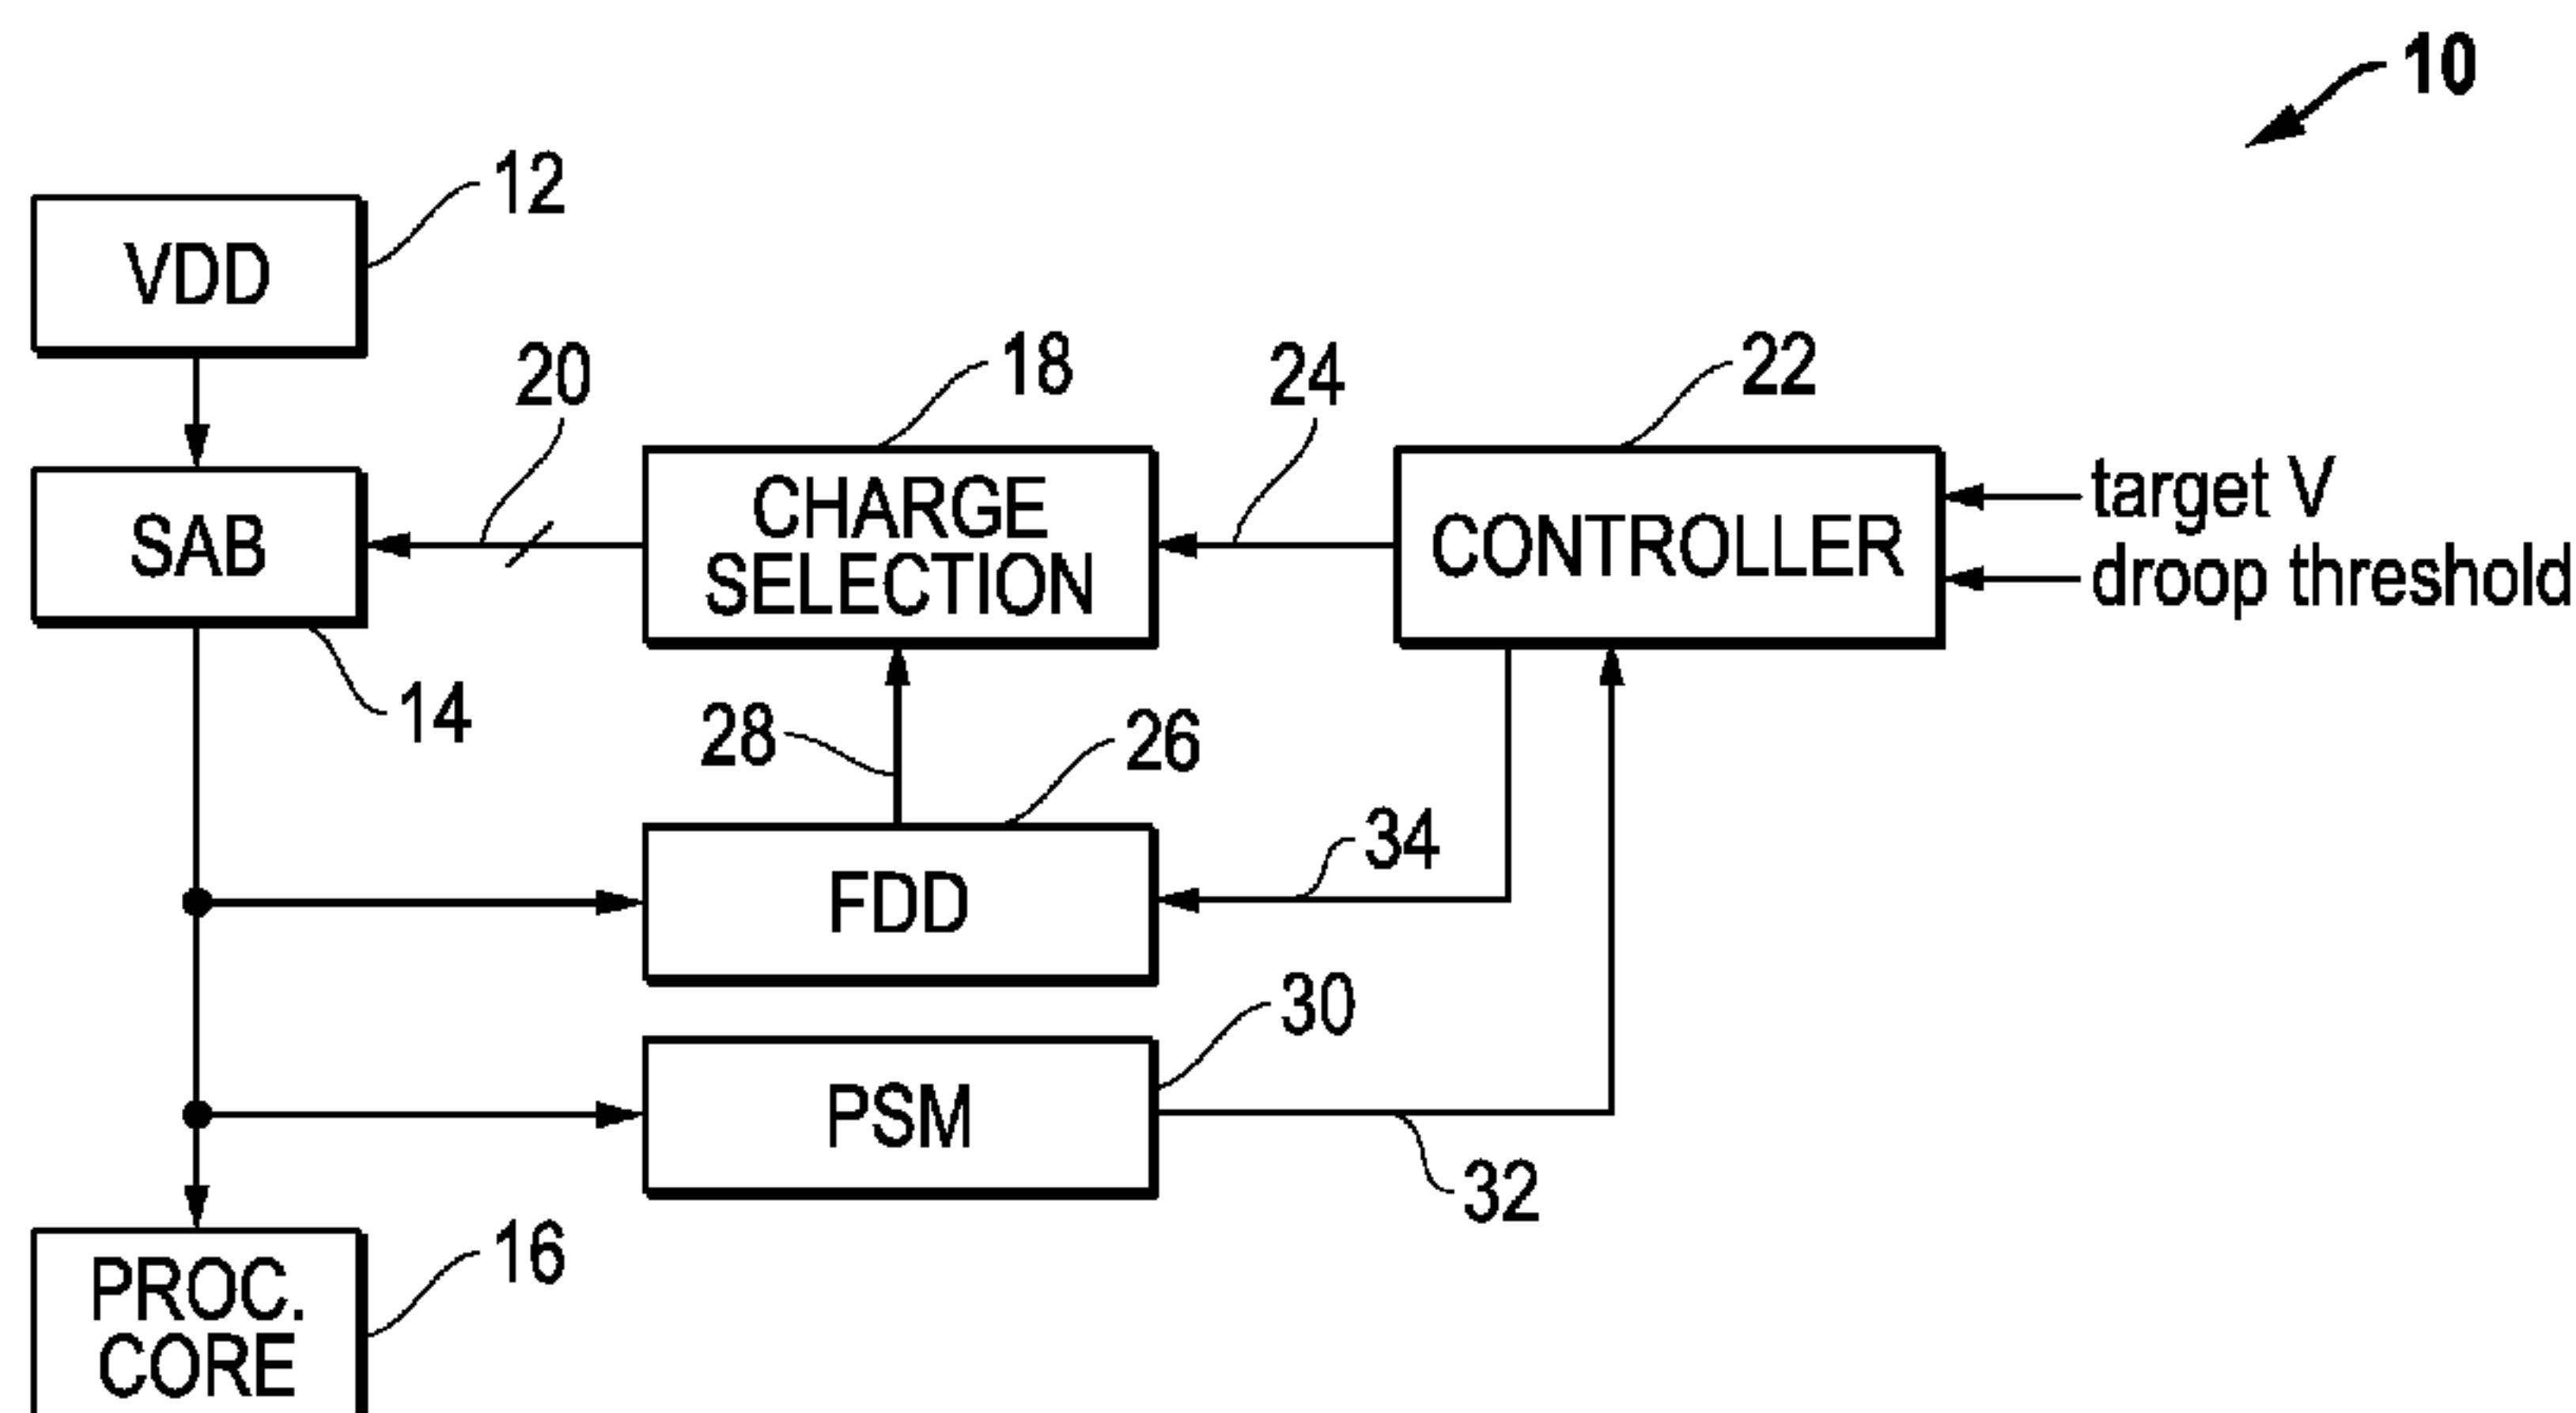 10
12
VDD
20
18
24
22
SAB
CHARGE
SELECTION
CONTROLLER
target V
droop threshold
14
28
26
34
FDD
30
PSM
32
16
PROC.
CORE